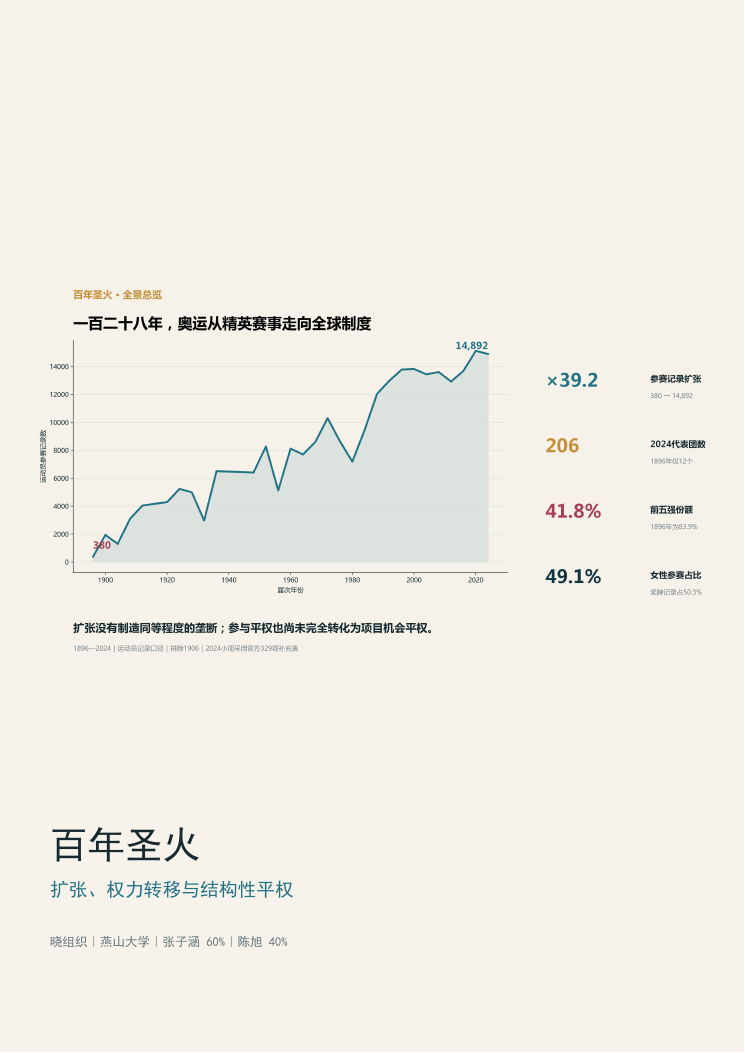 百年圣火·全景总览
一百二十八年，奥运从精英赛事走向全球制度
14,892
14000
12000
10000
8000
6000
4000
2000
0
运动员参赛记录数
380
1900
1920
1940
1960
1980
2000
2020
届次年份
×39.2
参赛记录扩张
380 → 14,892
206
2024代表团数
1896年仅12个
41.8%
前五强份额
1896年为83.9%
49.1%
女性参赛占比
奖牌记录占50.3%
扩张没有制造同等程度的垄断；参与平权也尚未完全转化为项目机会平权。
1896—2024｜运动员记录口径｜排除1906｜2024小项采用官方329项补充表
百年圣火
扩张、权力转移与结构性平权
晓组织｜燕山大学｜张子涵 60%｜陈旭 40%